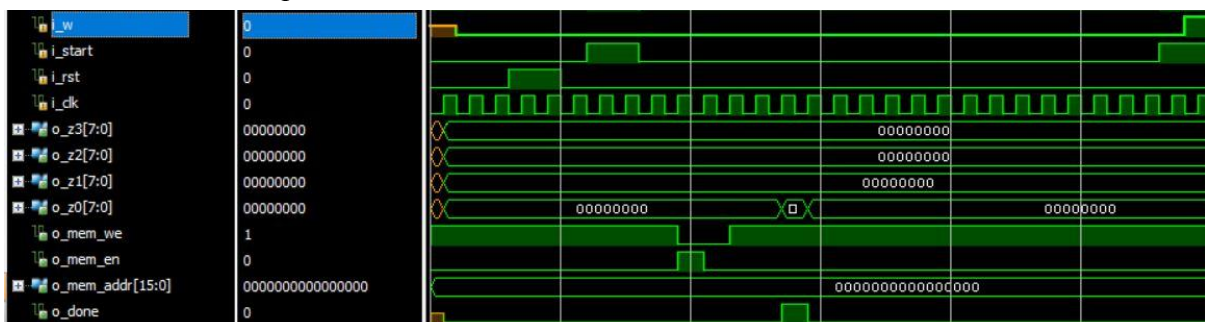 i_w 0
i_start 0
i_rst 0
i_clk 0
o_z3[7:0] 00000000 00000000
o_z2[7:0] 00000000 00000000
o_z1[7:0] 00000000 00000000
o_z0[7:0] 00000000 00000000 00000000
o_mem_we 1
o_mem_en 0
o_mem_addr[15:0] 0000000000000000 0000000000000000
o_done 0